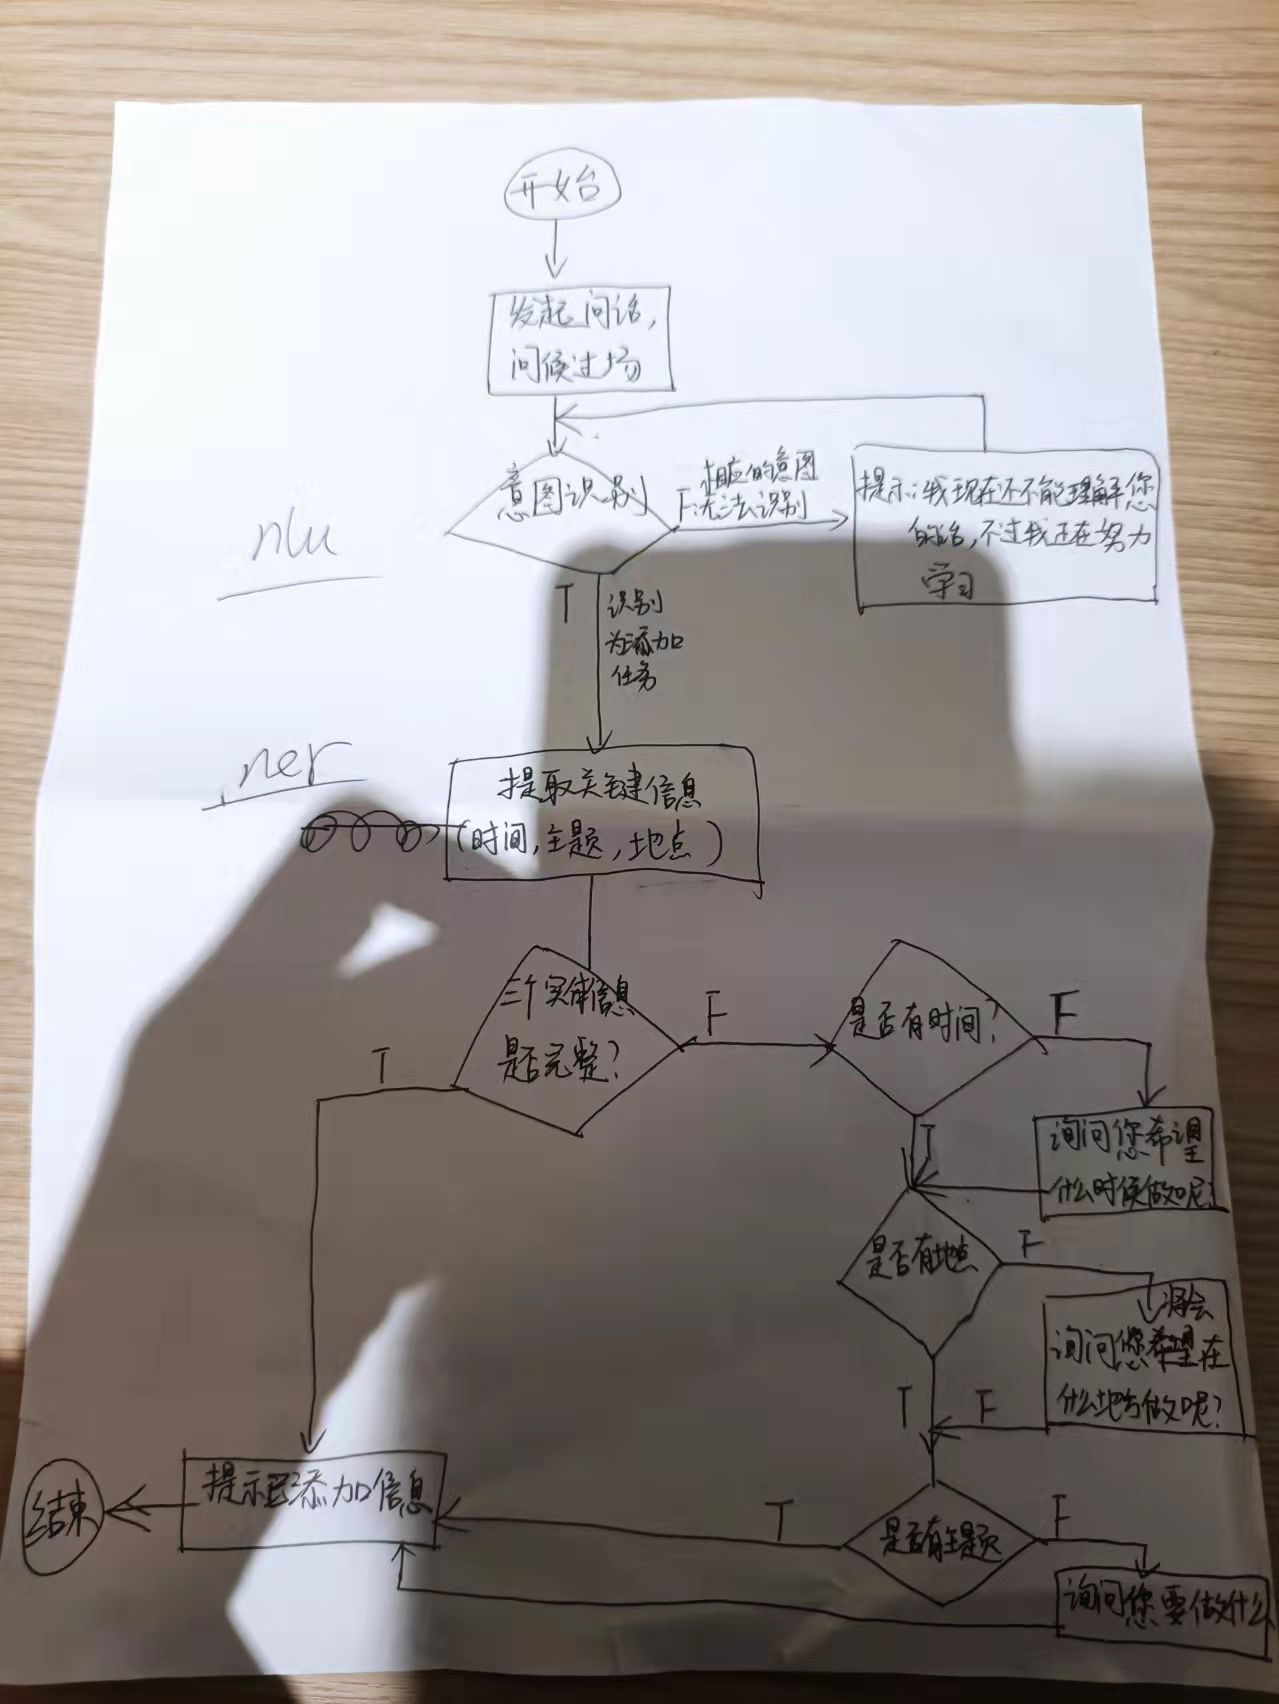 开始
发起问话,
问候过场
意图识别
相应的意图
F:无法识别
提示:我现在还不能理解您
的话,不过我正在努力
学习
nlu
T
识别
为添加
任务
ner
提取关键信息
(时间,主题,地点)
三个实体信息
是否完整?
T
F
是否有时间?
F
T
询问您希望
什么时候做呢?
是否有地点
F
将会
询问您希望在
什么地方做呢?
T
F
是否有主题
T
F
询问您要做什么
提示已添加信息
结束